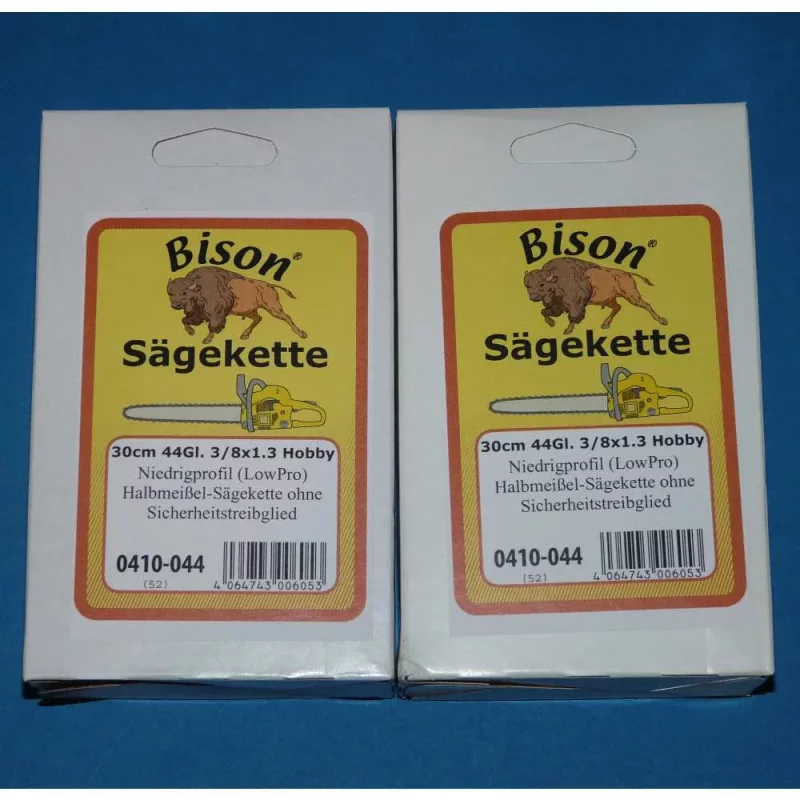 Bison®
Sägekette
30cm 44Gl. 3/8x1.3 Hobby
Niedrigprofil (LowPro)
Halbmeißel-Sägekette ohne
Sicherheitstreibglied
0410-044
(52)
4 064743 006053
Bison®
Sägekette
30cm 44Gl. 3/8x1.3 Hobby
Niedrigprofil (LowPro)
Halbmeißel-Sägekette ohne
Sicherheitstreibglied
0410-044
(52)
4 064743 006053